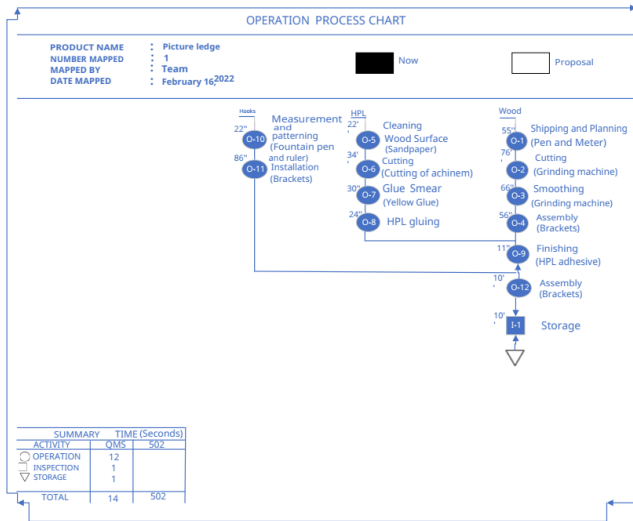 OPERATION PROCESS CHART
PRODUCT NAME : Picture ledge
NUMBER MAPPED : 1
MAPPED BY : Team
DATE MAPPED : February 16,2022
Now
Proposal
Hooks
22"
O-10
Measurement
and
patterning
(Fountain pen
and ruler)
86"
O-11
Installation
(Brackets)
HPL
22'
'
O-5
Cleaning
Wood Surface
(Sandpaper)
34'
'
O-6
Cutting
(Cutting of achinem)
30"
O-7
Glue Smear
(Yellow Glue)
24"
O-8
HPL gluing
Wood
55"
O-1
Shipping and Planning
(Pen and Meter)
76'
'
O-2
Cutting
(Grinding machine)
66"
O-3
Smoothing
(Grinding machine)
56"
O-4
Assembly
(Brackets)
11"
O-9
Finishing
(HPL adhesive)
10'
'
O-12
Assembly
(Brackets)
10'
'
I-1
Storage
SUMMARY TIME (Seconds)
ACTIVITY QMS 502
OPERATION 12
INSPECTION 1
STORAGE 1
TOTAL 14 502